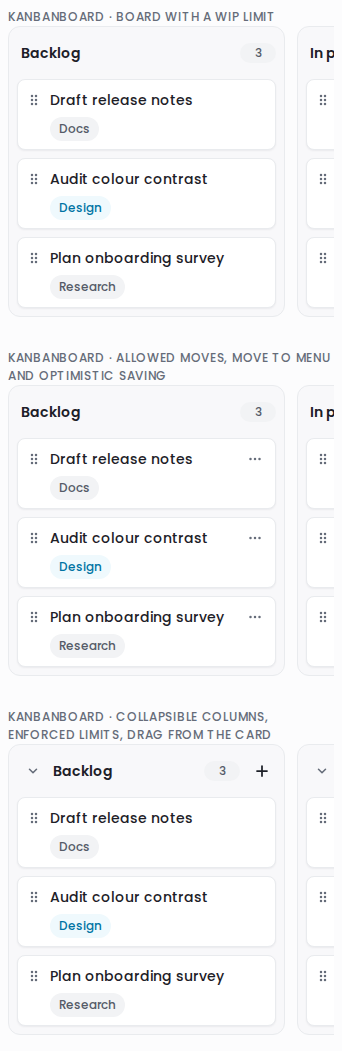 KANBANBOARD · BOARD WITH A WIP LIMIT
Backlog 3 In p
Draft release notes
Docs
Audit colour contrast
Design
Plan onboarding survey
Research
KANBANBOARD · ALLOWED MOVES, MOVE TO MENU
AND OPTIMISTIC SAVING
Backlog 3 In p
Draft release notes
Docs
Audit colour contrast
Design
Plan onboarding survey
Research
KANBANBOARD · COLLAPSIBLE COLUMNS,
ENFORCED LIMITS, DRAG FROM THE CARD
Backlog 3
Draft release notes
Docs
Audit colour contrast
Design
Plan onboarding survey
Research